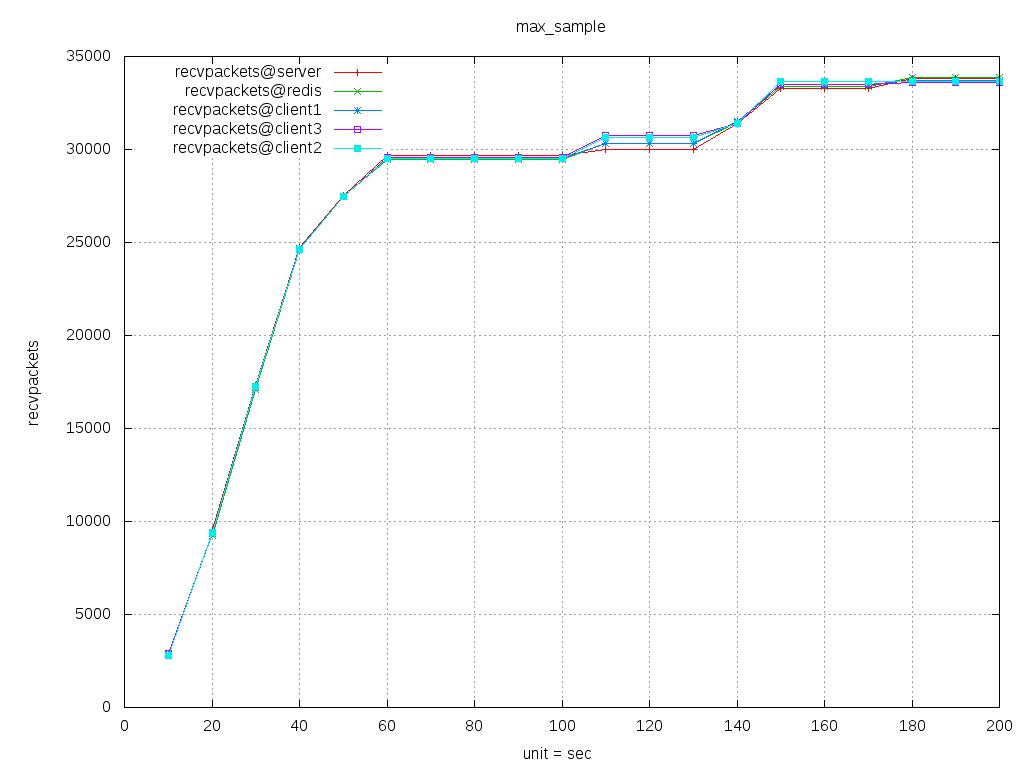 max_sample
35000
30000
25000
20000
15000
10000
5000
0
recvpackets@server
recvpackets@redis
recvpackets@client1
recvpackets@client3
recvpackets@client2
recvpackets
0 20 40 60 80 100 120 140 160 180 200
unit = sec